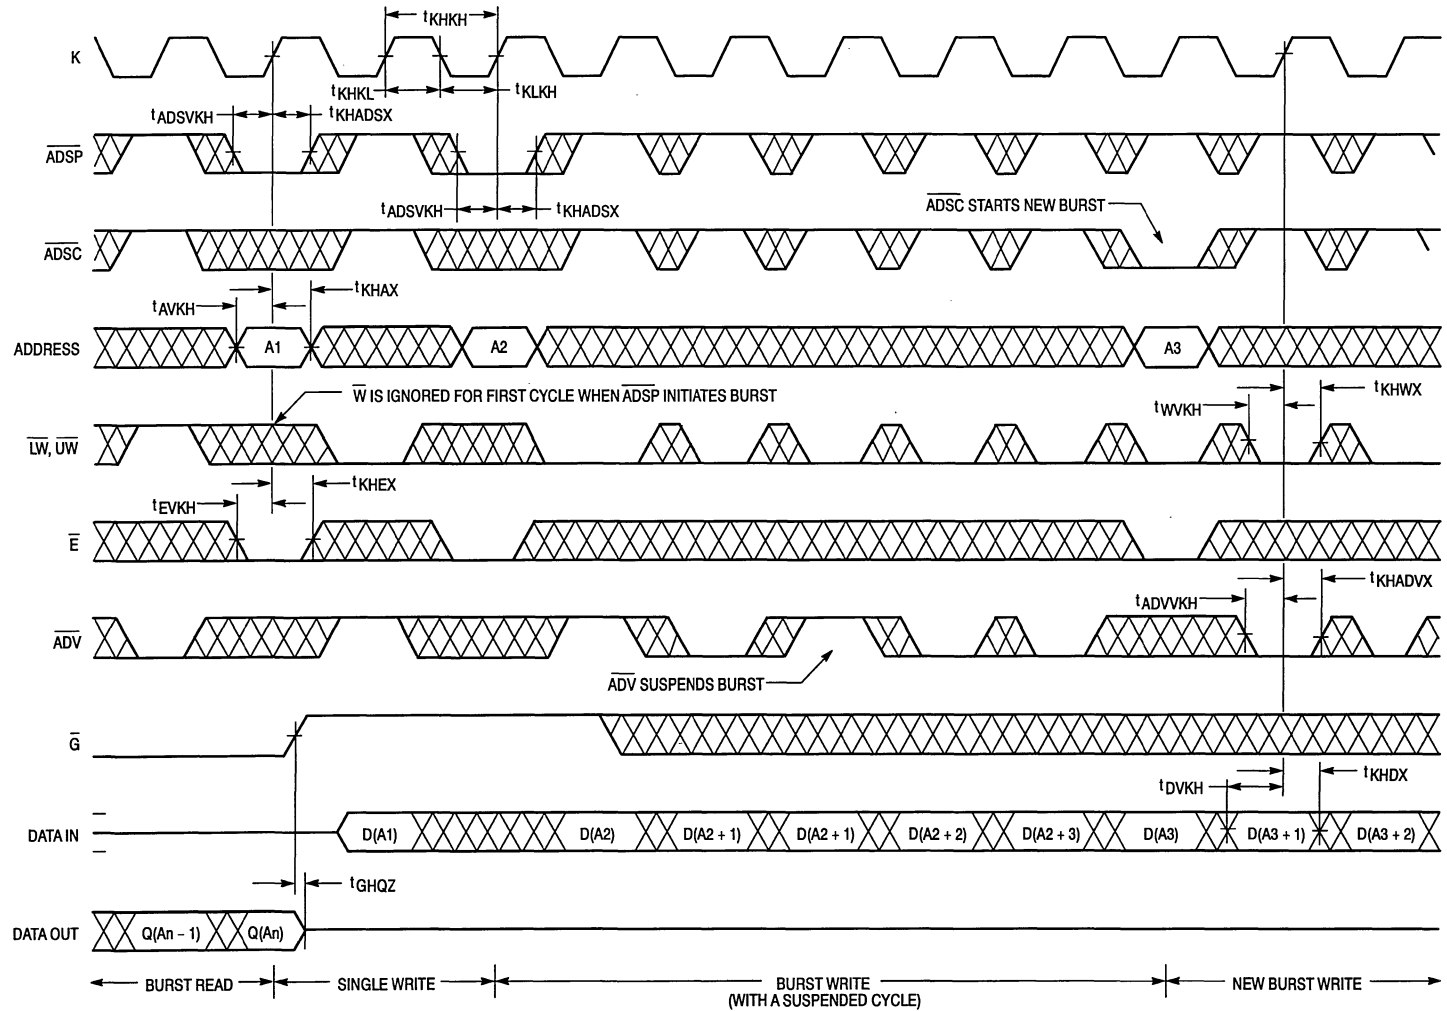 tKHKH
K
tKHKL
tKLKH
tADSVKH
tKHADSX
ADSP
tADSVKH
tKHADSX
ADSC STARTS NEW BURST
ADSC
tAVKH
tKHAX
ADDRESS
A1
A2
A3
W IS IGNORED FOR FIRST CYCLE WHEN ADSP INITIATES BURST
tWVKH
tKHWX
LW, UW
tEVKH
tKHEX
E
tADVVKH
tKHADVX
ADV
ADV SUSPENDS BURST
G
tDVKH
tKHDX
DATA IN
D(A1)
D(A2)
D(A2 + 1)
D(A2 + 1)
D(A2 + 2)
D(A2 + 3)
D(A3)
D(A3 + 1)
D(A3 + 2)
tGHQZ
DATA OUT
Q(An – 1)
Q(An)
BURST READ
SINGLE WRITE
BURST WRITE
(WITH A SUSPENDED CYCLE)
NEW BURST WRITE